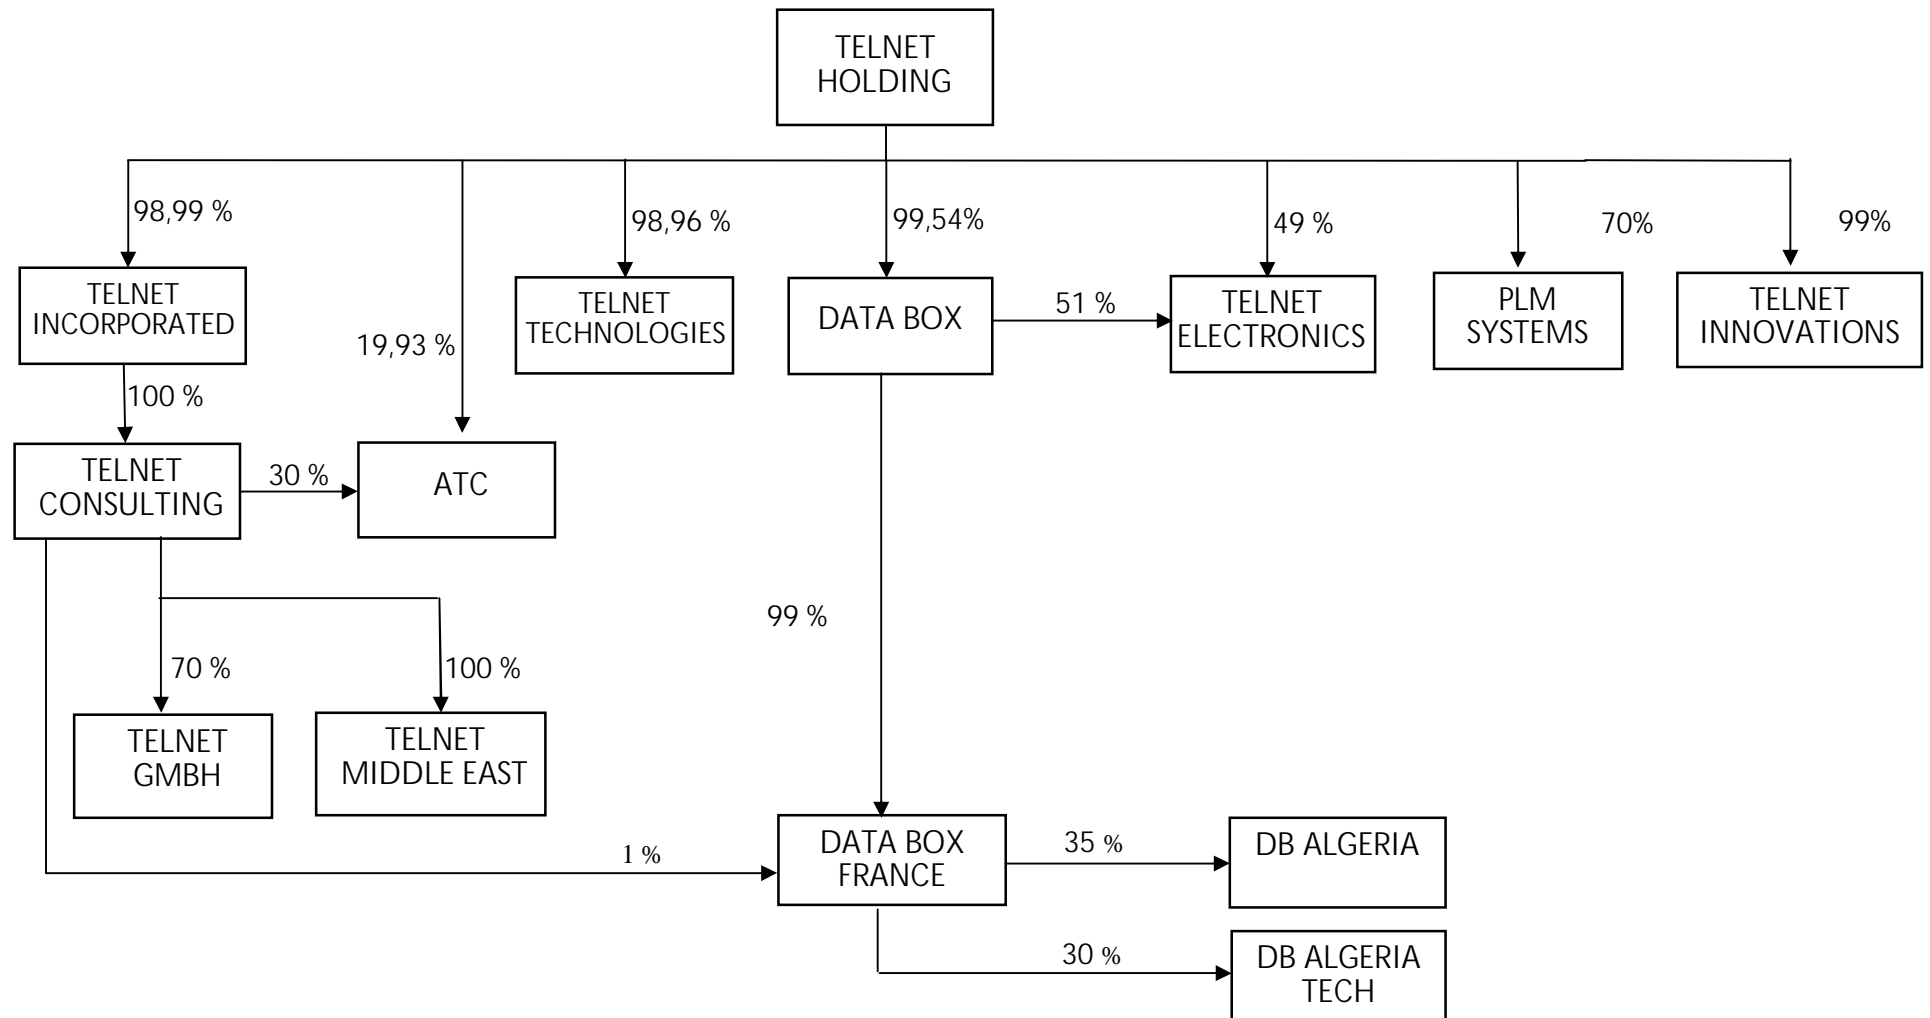 TELNET
HOLDING
98,99 %
98,96 %
99,54%
49 %
70%
99%
TELNET
INCORPORATED
19,93 %
TELNET
TECHNOLOGIES
DATA BOX
51 %
TELNET
ELECTRONICS
PLM
SYSTEMS
TELNET
INNOVATIONS
100 %
TELNET
CONSULTING
30 %
ATC
99 %
70 %
100 %
TELNET
GMBH
TELNET
MIDDLE EAST
1 %
DATA BOX
FRANCE
35 %
DB ALGERIA
30 %
DB ALGERIA
TECH